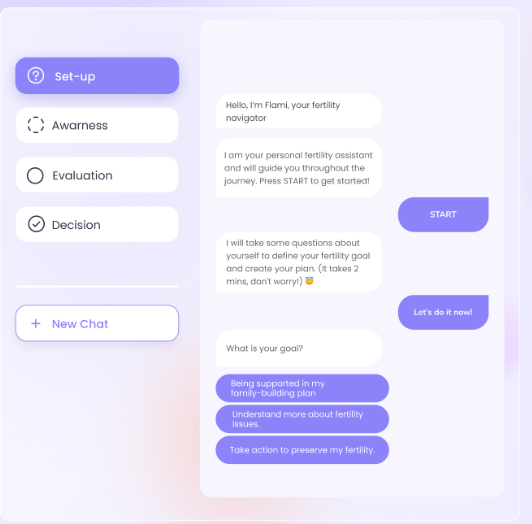 Set-up
Awarness
Evaluation
Decision
+ New Chat
Hello, I'm Flami, your fertility
navigator
I am your personal fertility assistant
and will guide you throughout the
journey. Press START to get started!
START
I will take some questions about
yourself to define your fertility goal
and create your plan. (It takes 2
mins, don't worry!) 😇
Let's do it now!
What is your goal?
Being supported in my
family-building plan
Understand more about fertility
issues.
Take action to preserve my fertility.